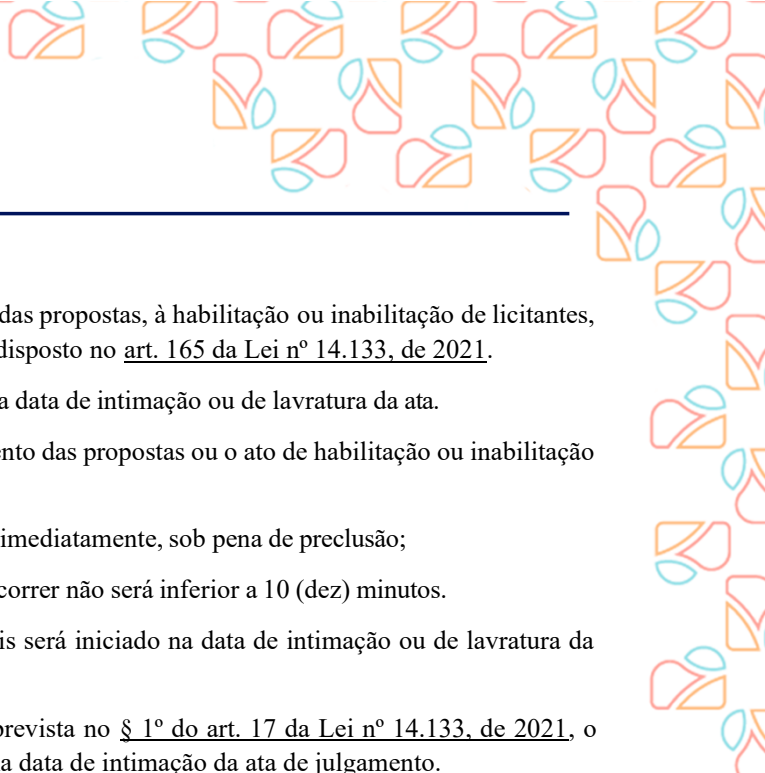 das propostas, à habilitação ou inabilitação de licitantes,
disposto no art. 165 da Lei nº 14.133, de 2021.
a data de intimação ou de lavratura da ata.
ento das propostas ou o ato de habilitação ou inabilitação
imediatamente, sob pena de preclusão;
correr não será inferior a 10 (dez) minutos.
is será iniciado na data de intimação ou de lavratura da
prevista no § 1º do art. 17 da Lei nº 14.133, de 2021, o
a data de intimação da ata de julgamento.